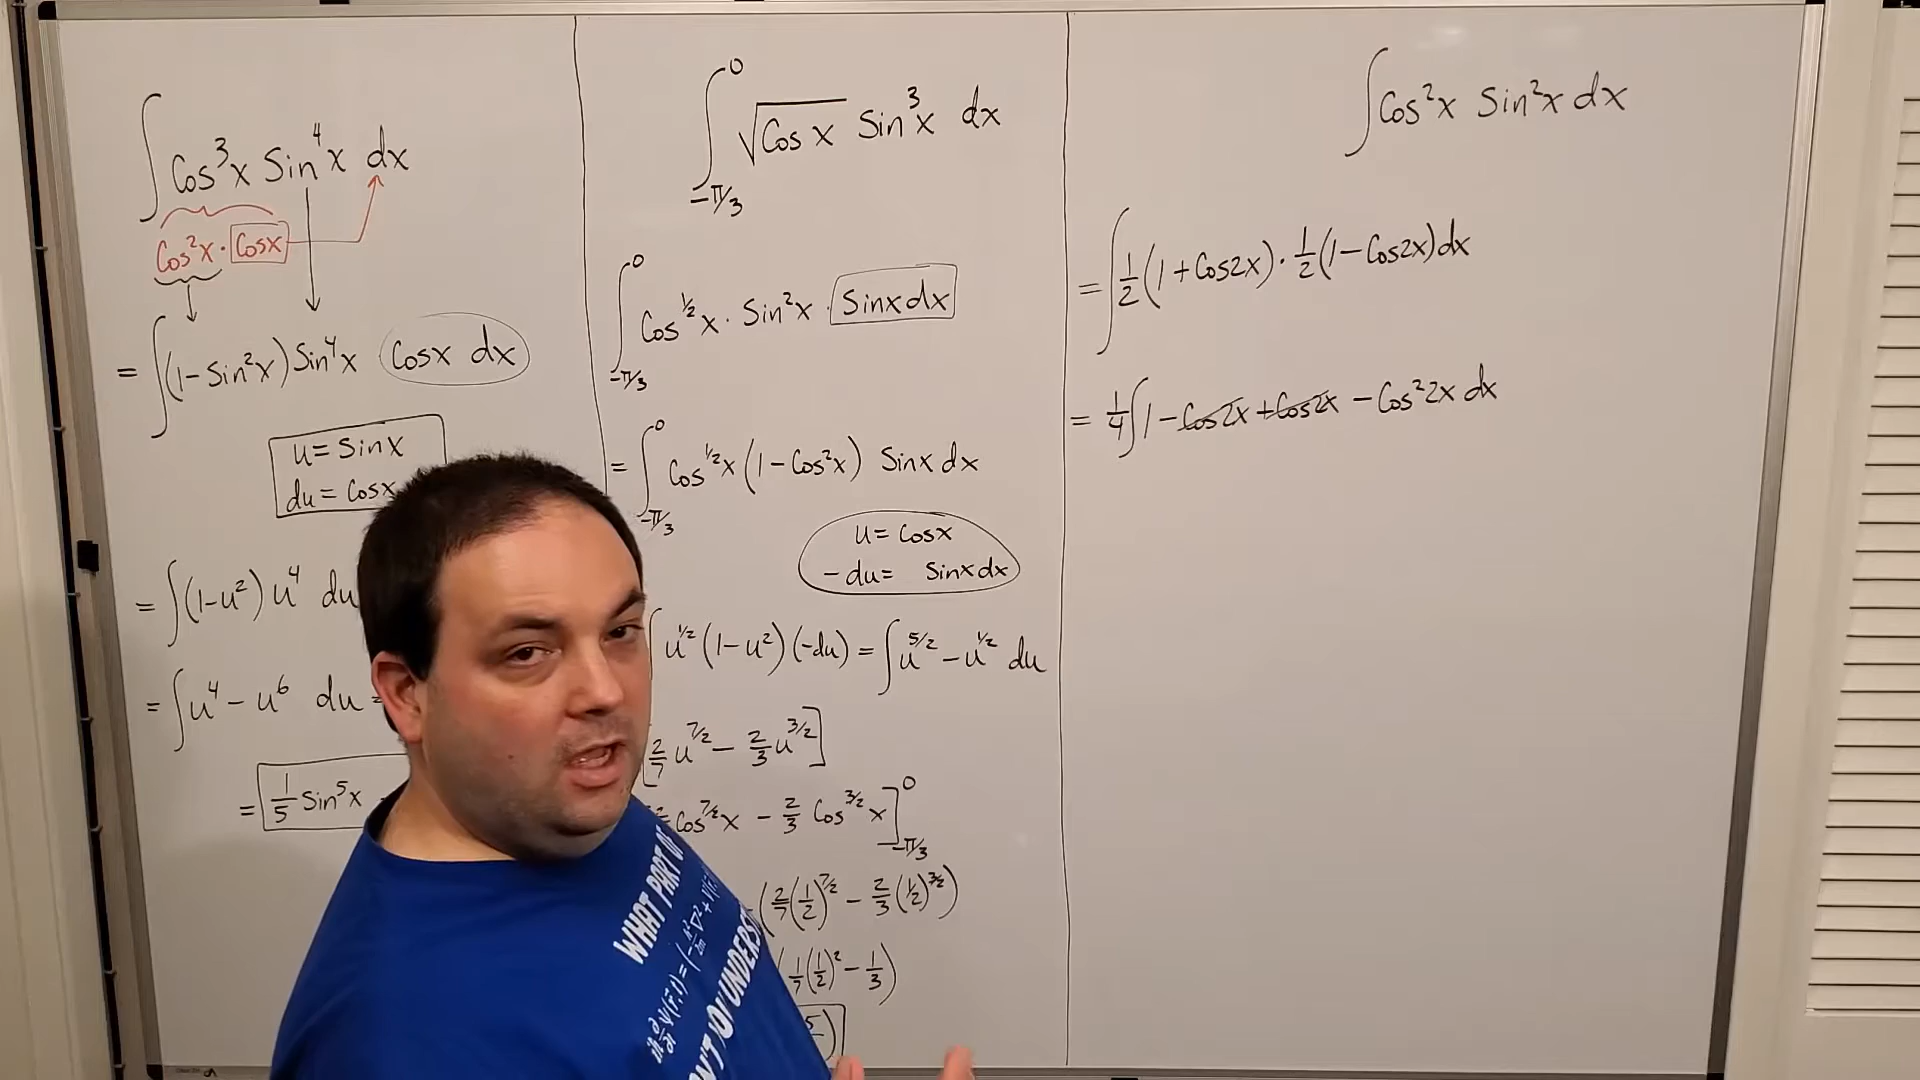 ∫ Cos³x Sin⁴x dx
Cos²x · Cosx
= ∫(1-Sin²x) Sin⁴x Cosx dx
u = Sinx
du = Cosx
= ∫(1-u²) u⁴ du
= ∫u⁴ - u⁶ du
= 1/5 Sin⁵x
∫_{-π/3}^{0} √Cos x Sin³x dx
∫_{-π/3}^{0} Cos^{1/2}x · Sin²x · Sinx dx
= ∫_{-π/3}^{0} Cos^{1/2}x (1-Cos²x) Sinx dx
u = Cosx
-du = Sinx dx
∫u^{1/2} (1-u²)(-du) = ∫u^{5/2} - u^{1/2} du
[2/7 u^{7/2} - 2/3 u^{3/2}]
Cos^{7/2}x - 2/3 Cos^{3/2}x]_{-π/3}^{0}
- (2/7 (1/2)^{7/2} - 2/3 (1/2)^{3/2})
(1/7 (1/2)² - 1/3)
∫Cos²x Sin²x dx
= ∫ 1/2 (1+Cos2x) · 1/2 (1-Cos2x) dx
= 1/4 ∫ 1 - Cos2x + Cos2x - Cos²2x dx
WHAT PART OF